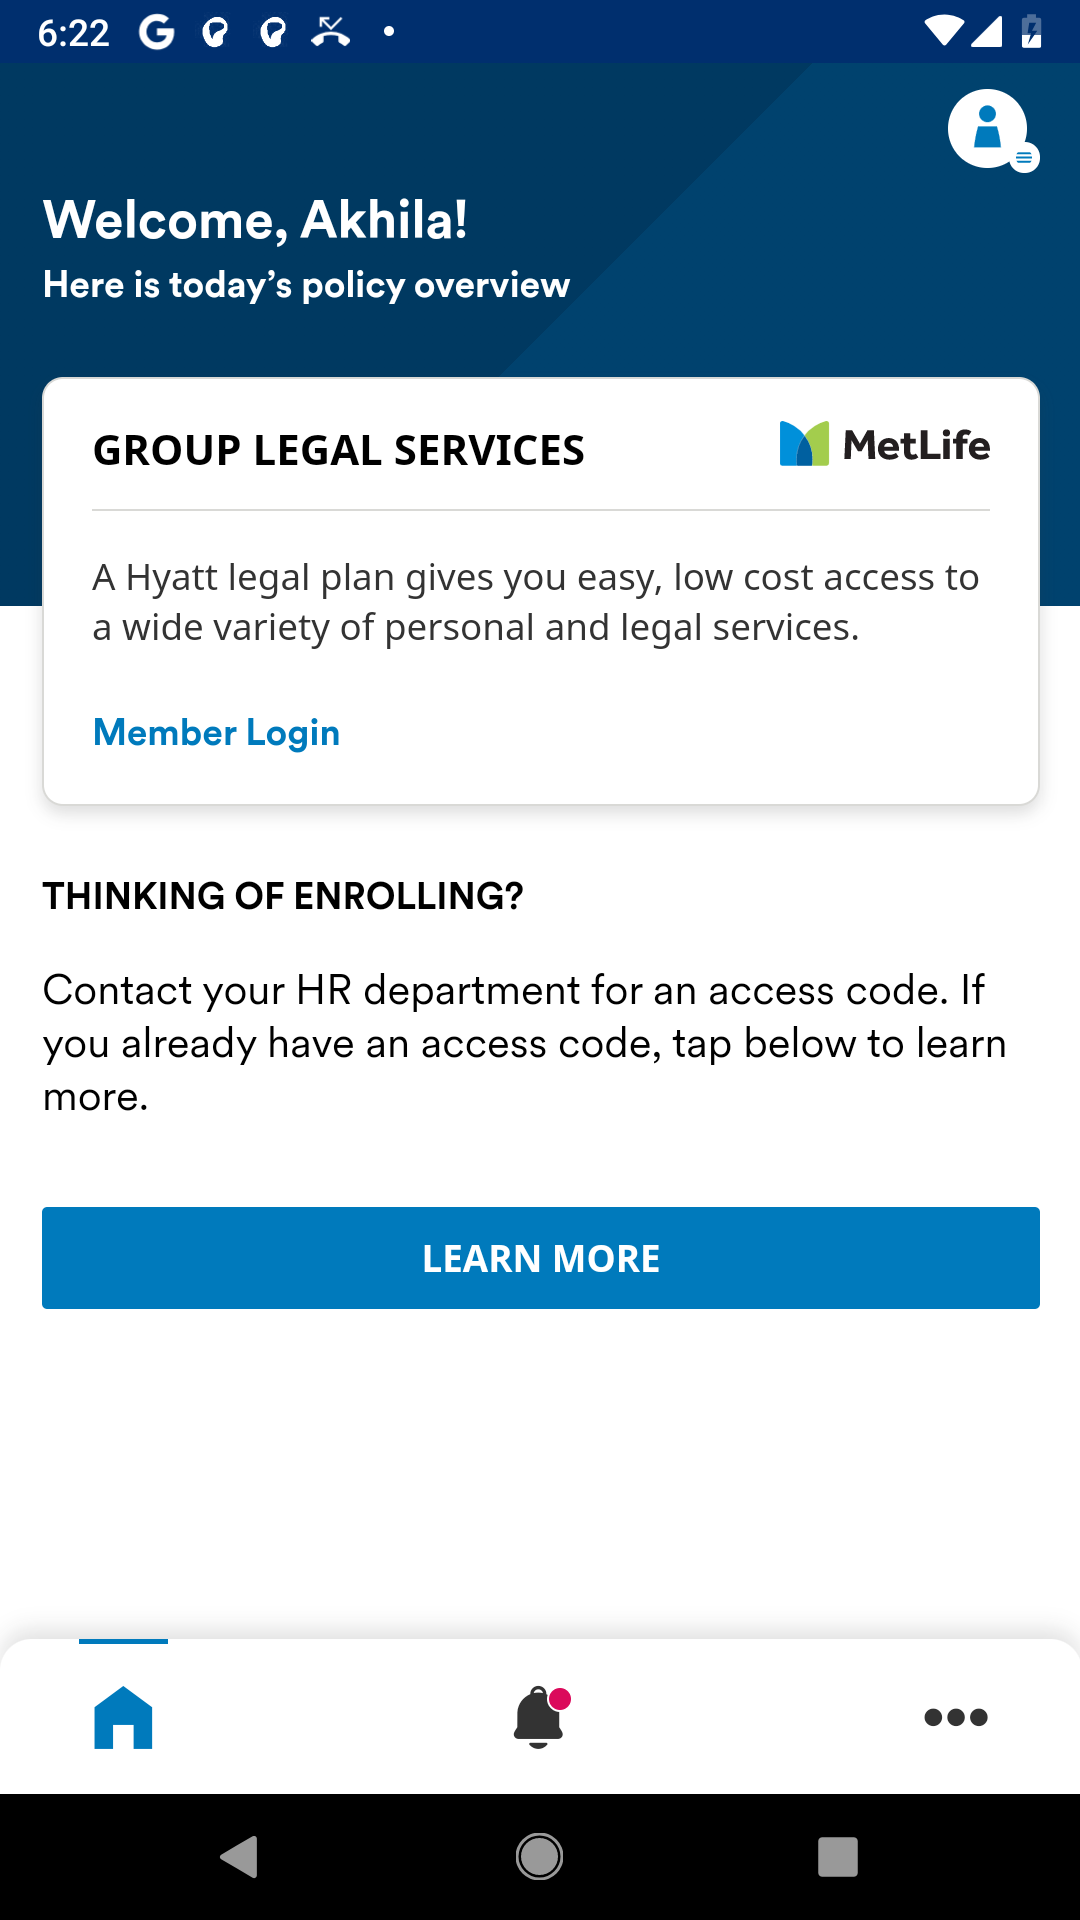 6:22
Welcome, Akhila!
Here is today’s policy overview
GROUP LEGAL SERVICES
MetLife
A Hyatt legal plan gives you easy, low cost access to
a wide variety of personal and legal services.
Member Login
THINKING OF ENROLLING?
Contact your HR department for an access code. If
you already have an access code, tap below to learn
more.
LEARN MORE